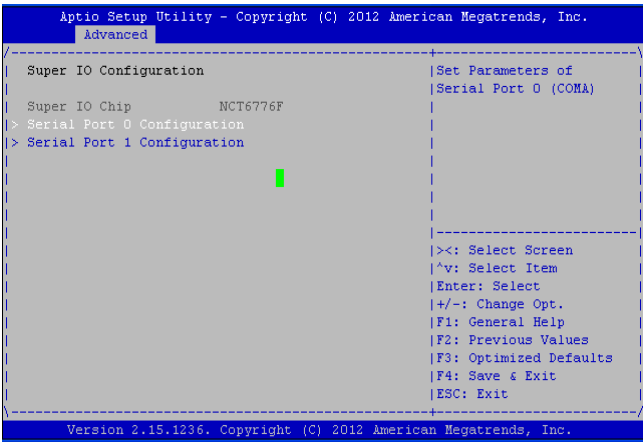 Aptio Setup Utility - Copyright (C) 2012 American Megatrends, Inc.
Advanced
/----------------------------------------------------+------------------------\
| Super IO Configuration |Set Parameters of |
| |Serial Port 0 (COMA) |
| Super IO Chip NCT6776F | |
|> Serial Port 0 Configuration | |
|> Serial Port 1 Configuration | |
|-------------------------|
|><: Select Screen |
|^v: Select Item |
|Enter: Select |
|+/-: Change Opt. |
|F1: General Help |
|F2: Previous Values |
|F3: Optimized Defaults |
|F4: Save & Exit |
|ESC: Exit |
\----------------------------------------------------+------------------------/
Version 2.15.1236. Copyright (C) 2012 American Megatrends, Inc.